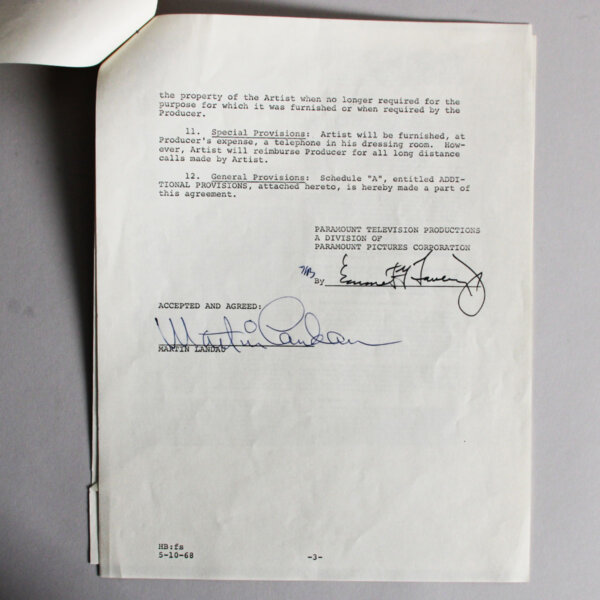 the property of the Artist when no longer required for the
purpose for which it was furnished or when required by the
Producer.
11. Special Provisions: Artist will be furnished, at
Producer's expense, a telephone in his dressing room. How-
ever, Artist will reimburse Producer for all long distance
calls made by Artist.
12. General Provisions: Schedule "A", entitled ADDI-
TIONAL PROVISIONS, attached hereto, is hereby made a part of
this agreement.
PARAMOUNT TELEVISION PRODUCTIONS
A DIVISION OF
PARAMOUNT PICTURES CORPORATION
By Emmet
ACCEPTED AND AGREED:
Martin Landau
MARTIN LANDAU
HB:fs
5-10-68
-3-